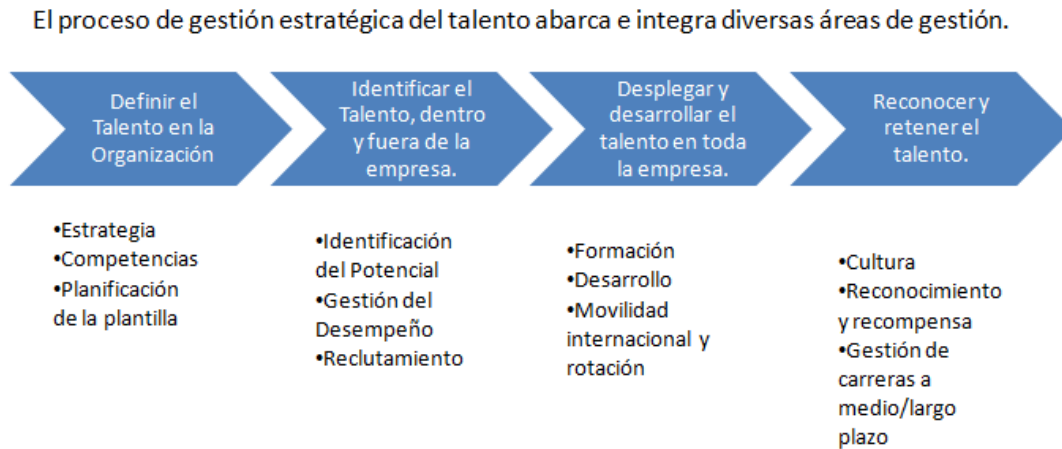 El proceso de gestión estratégica del talento abarca e integra diversas áreas de gestión.
Definir el
Talento en la
Organización
Identificar el
Talento, dentro
y fuera de la
empresa.
Desplegar y
desarrollar el
talento en toda
la empresa.
Reconocer y
retener el
talento.
•Estrategia
•Competencias
•Planificación
de la plantilla
•Identificación
del Potencial
•Gestión del
Desempeño
•Reclutamiento
•Formación
•Desarrollo
•Movilidad
internacional y
rotación
•Cultura
•Reconocimiento
y recompensa
•Gestión de
carreras a
medio/largo
plazo